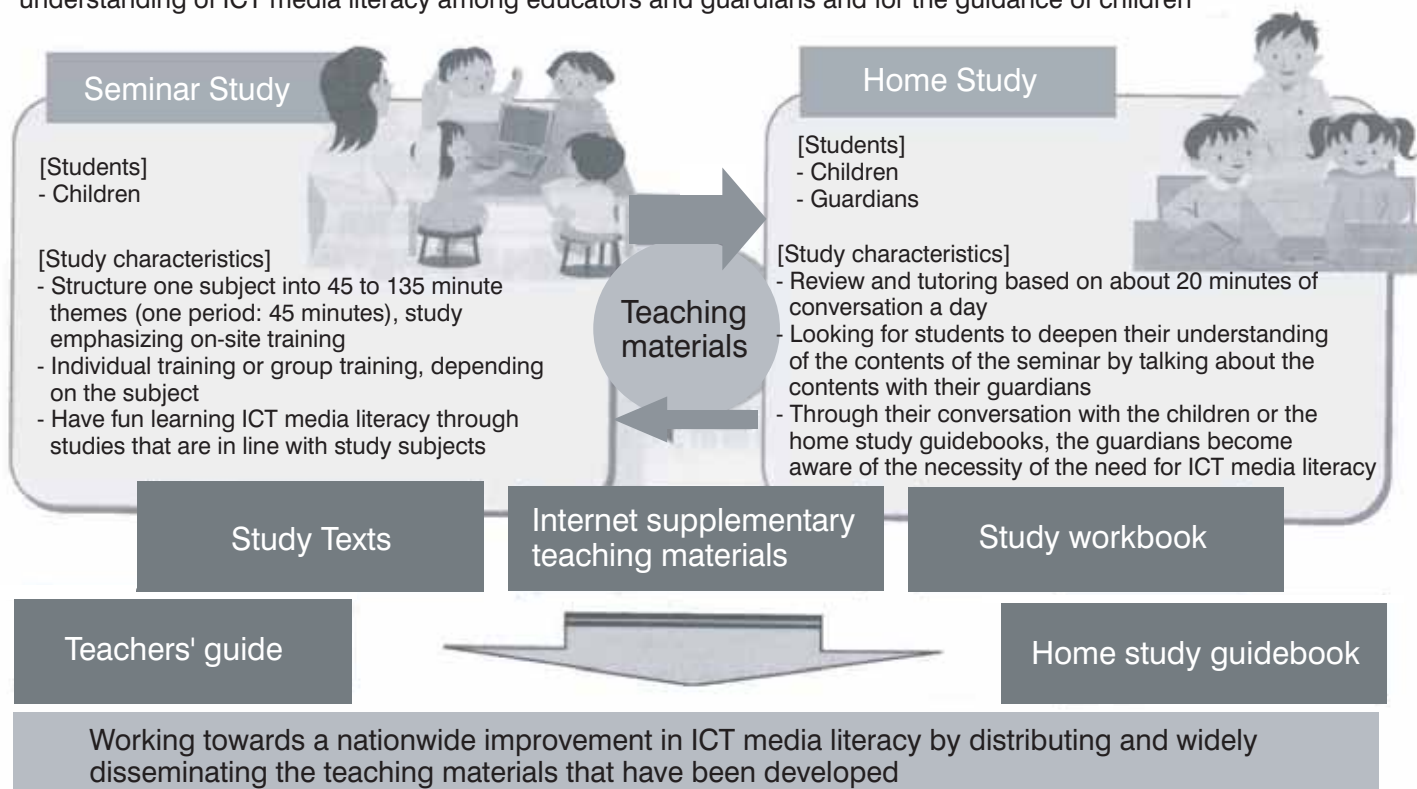 understanding of ICT media literacy among educators and guardians and for the guidance of children
Seminar Study
[Students]
- Children
[Study characteristics]
- Structure one subject into 45 to 135 minute
themes (one period: 45 minutes), study
emphasizing on-site training
- Individual training or group training, depending
on the subject
- Have fun learning ICT media literacy through
studies that are in line with study subjects
Teaching
materials
Home Study
[Students]
- Children
- Guardians
[Study characteristics]
- Review and tutoring based on about 20 minutes of
conversation a day
- Looking for students to deepen their understanding
of the contents of the seminar by talking about the
contents with their guardians
- Through their conversation with the children or the
home study guidebooks, the guardians become
aware of the necessity of the need for ICT media literacy
Study Texts
Internet supplementary
teaching materials
Study workbook
Teachers' guide
Home study guidebook
Working towards a nationwide improvement in ICT media literacy by distributing and widely
disseminating the teaching materials that have been developed